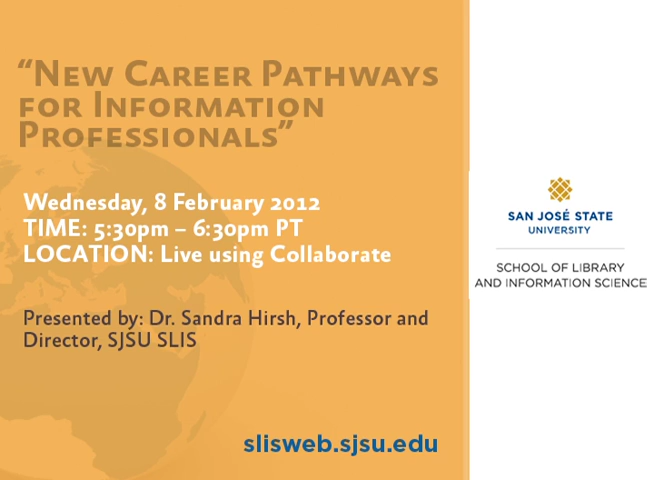 “New Career Pathways
for Information
Professionals”
Wednesday, 8 February 2012
TIME: 5:30pm – 6:30pm PT
LOCATION: Live using Collaborate
Presented by: Dr. Sandra Hirsh, Professor and
Director, SJSU SLIS
slisweb.sjsu.edu
SAN JOSÉ STATE
UNIVERSITY
SCHOOL OF LIBRARY
AND INFORMATION SCIENCE